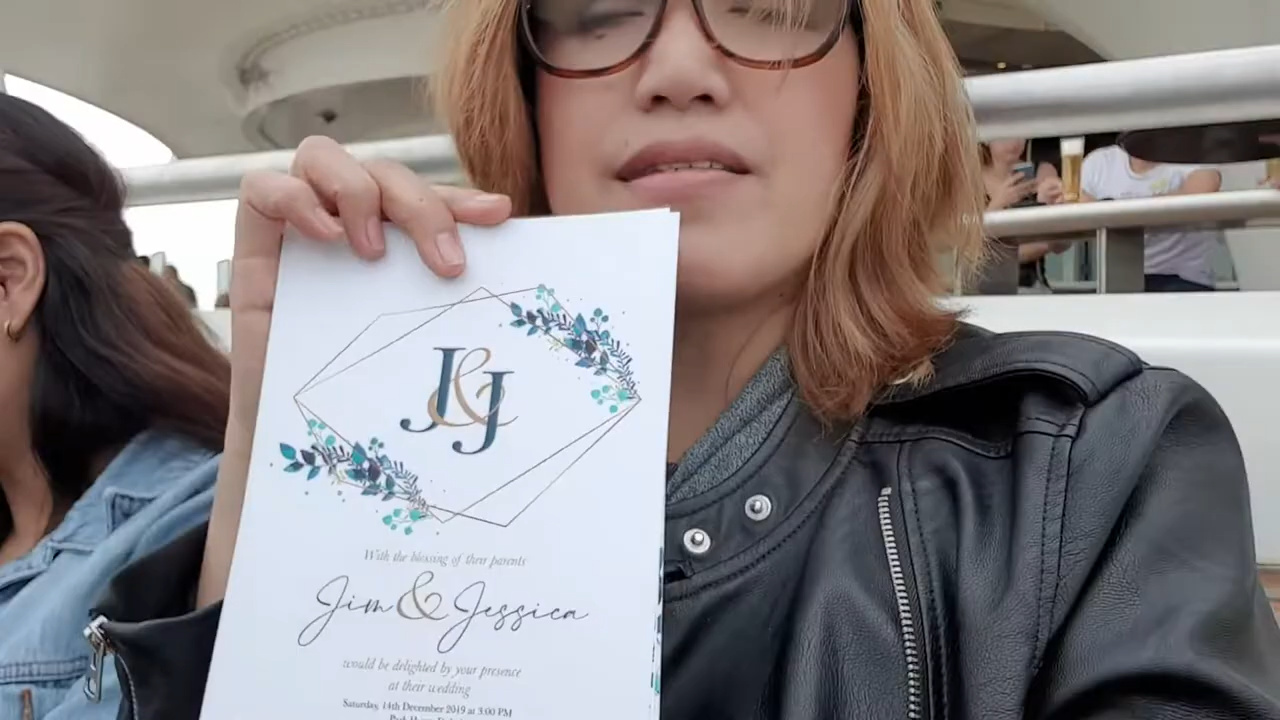 J&J
With the blessing of their parents
Jim & Jessica
would be delighted by your presence
at their wedding
Saturday, 14th December 2019 at 3:00 PM